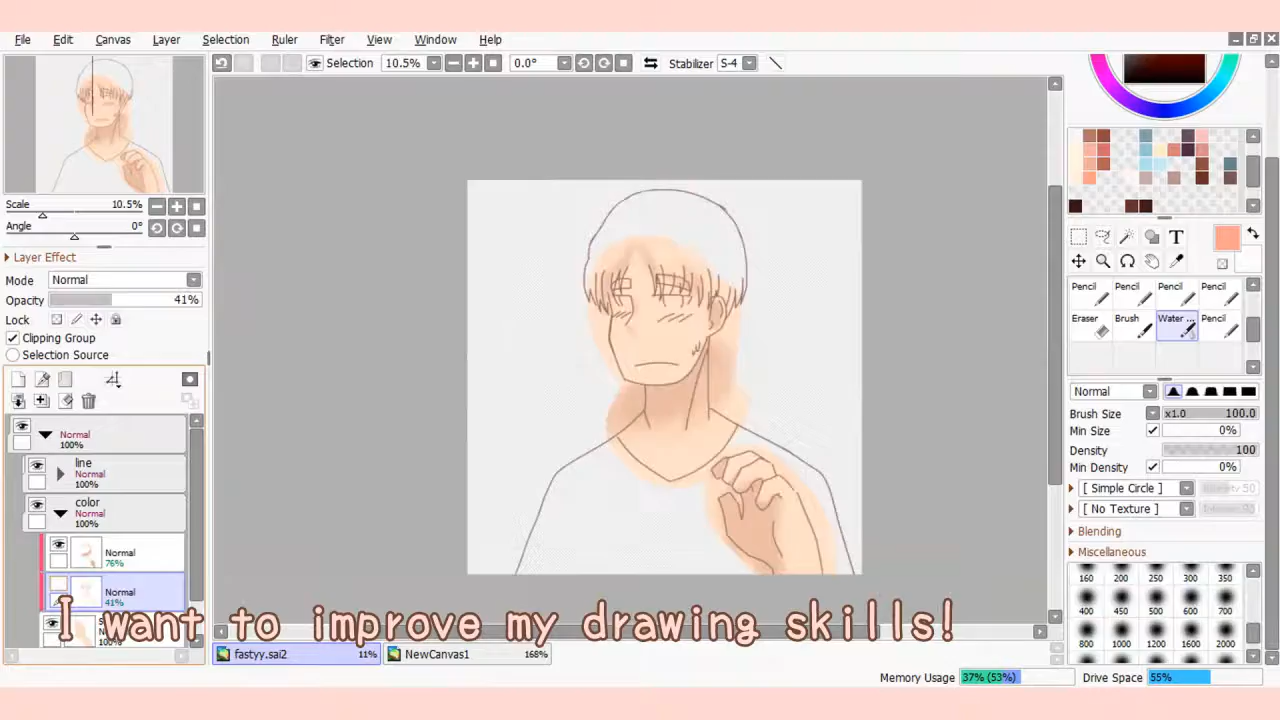 File Edit Canvas Layer Selection Ruler Filter View Window Help
Selection 10.5% 0.0° Stabilizer S-4
Scale 10.5%
Angle 0°
Layer Effect
Mode Normal
Opacity 41%
Lock
Clipping Group
Selection Source
Normal
100%
line
Normal
100%
color
Normal
100%
Normal
76%
Normal
41%
T
Pencil Pencil Pencil Pencil
Eraser Brush Water ... Pencil
Normal
Brush Size x1.0 100.0
Min Size 0%
Density 100
Min Density 0%
[ Simple Circle ] 50
[ No Texture ]
Blending
Miscellaneous
160 200 250 300 350
400 450 500 600 700
800 1000 1200 1600 2000
I want to improve my drawing skills!
fastyy.sai2 11% NewCanvas1 168%
Memory Usage 37% (53%) Drive Space 55%